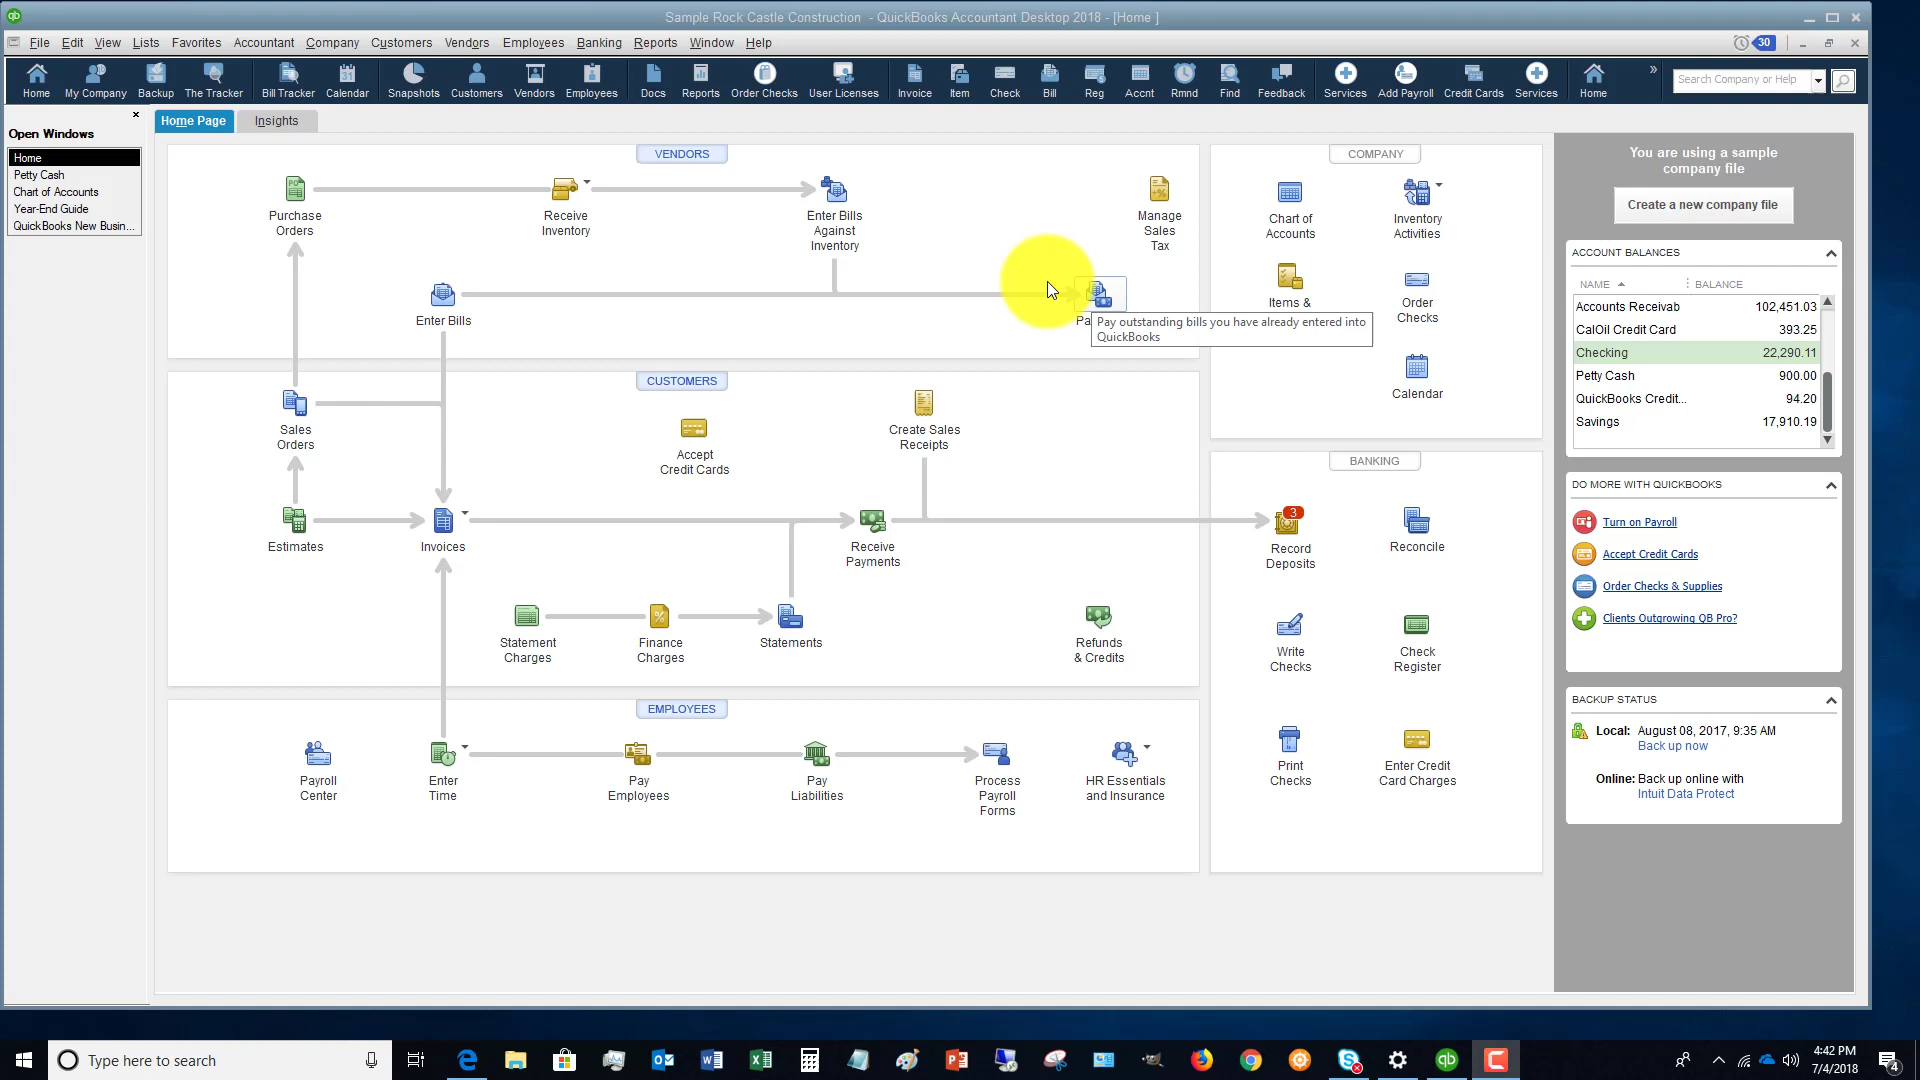 Sample Rock Castle Construction - QuickBooks Accountant Desktop 2018 - [Home ]
File Edit View Lists Favorites Accountant Company Customers Vendors Employees Banking Reports Window Help
30
Home My Company Backup The Tracker Bill Tracker Calendar Snapshots Customers Vendors Employees Docs Reports Order Checks User Licenses Invoice Item Check Bill Reg Accnt Rmnd Find Feedback Services Add Payroll Credit Cards Services Home
Search Company or Help
Open Windows
Home
Petty Cash
Chart of Accounts
Year-End Guide
QuickBooks New Busin...
Home Page
Insights
VENDORS
Purchase
Orders
Receive
Inventory
Enter Bills
Against
Inventory
Manage
Sales
Tax
Enter Bills
Pay outstanding bills you have already entered into
QuickBooks
CUSTOMERS
Sales
Orders
Accept
Credit Cards
Create Sales
Receipts
Estimates
Invoices
Receive
Payments
Statement
Charges
Finance
Charges
Statements
Refunds
& Credits
EMPLOYEES
Payroll
Center
Enter
Time
Pay
Employees
Pay
Liabilities
Process
Payroll
Forms
HR Essentials
and Insurance
COMPANY
Chart of
Accounts
Inventory
Activities
Items &
Order
Checks
Calendar
BANKING
3
Record
Deposits
Reconcile
Write
Checks
Check
Register
Print
Checks
Enter Credit
Card Charges
You are using a sample
company file
Create a new company file
ACCOUNT BALANCES
NAME BALANCE
Accounts Receivab 102,451.03
CalOil Credit Card 393.25
Checking 22,290.11
Petty Cash 900.00
QuickBooks Credit... 94.20
Savings 17,910.19
DO MORE WITH QUICKBOOKS
Turn on Payroll
Accept Credit Cards
Order Checks & Supplies
Clients Outgrowing QB Pro?
BACKUP STATUS
Local: August 08, 2017, 9:35 AM
Back up now
Online: Back up online with
Intuit Data Protect
Type here to search
4:42 PM
7/4/2018
4